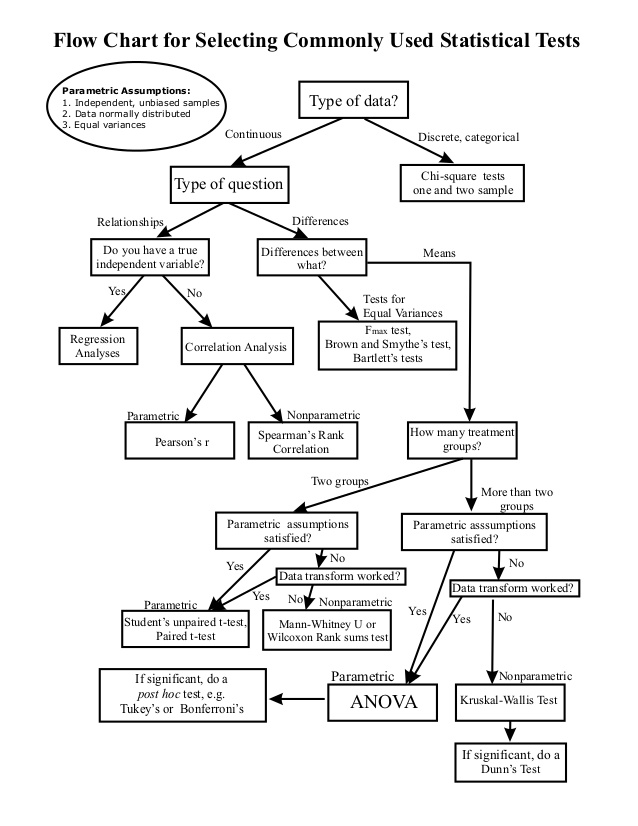 Flow Chart for Selecting Commonly Used Statistical Tests
Parametric Assumptions:
1. Independent, unbiased samples
2. Data normally distributed
3. Equal variances
Type of data?
Continuous
Discrete, categorical
Type of question
Chi-square tests
one and two sample
Relationships
Differences
Do you have a true
independent variable?
Differences between
what?
Means
Yes
No
Tests for
Equal Variances
Regression
Analyses
Correlation Analysis
Fmax test,
Brown and Smythe's test,
Bartlett's tests
Parametric
Nonparametric
Pearson's r
Spearman's Rank
Correlation
How many treatment
groups?
Two groups
More than two
groups
Parametric assumptions
satisfied?
Parametric asssumptions
satisfied?
Yes
No
No
Data transform worked?
Data transform worked?
Yes
No
Yes
Yes
No
Parametric
Nonparametric
Student's unpaired t-test,
Paired t-test
Mann-Whitney U or
Wilcoxon Rank sums test
Parametric
Nonparametric
If significant, do a
post hoc test, e.g.
Tukey's or Bonferroni's
ANOVA
Kruskal-Wallis Test
If significant, do a
Dunn's Test